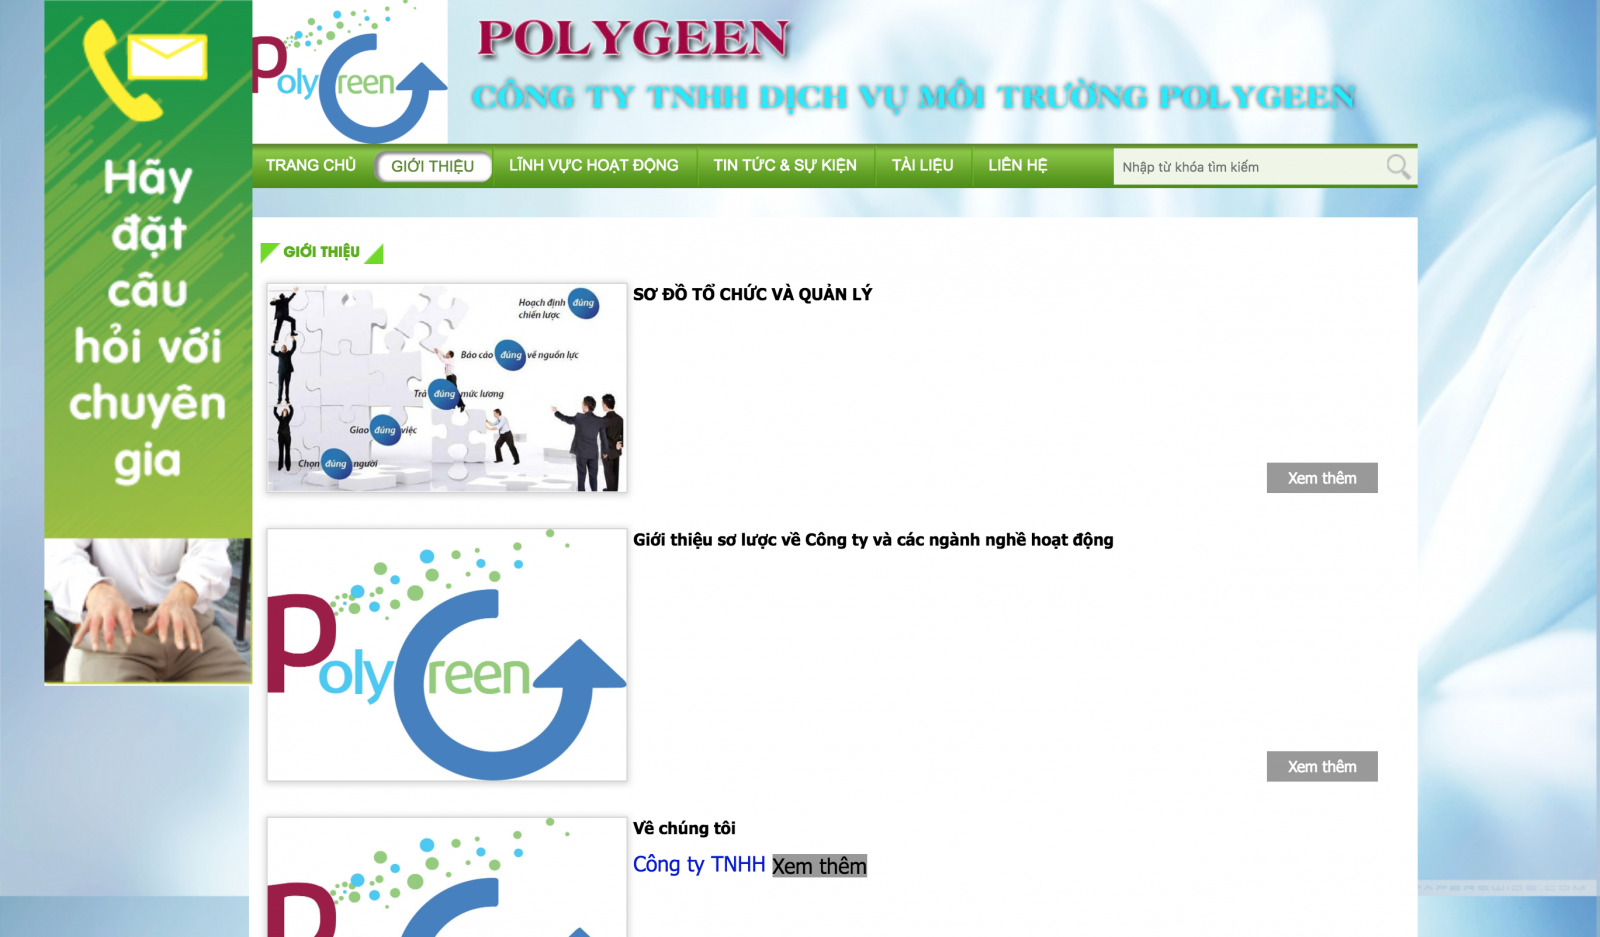 Hãy
đặt
câu
hỏi với
chuyên
gia
Poly Green
POLYGEEN
CÔNG TY TNHH DỊCH VỤ MÔI TRƯỜNG POLYGEEN
TRANG CHỦ GIỚI THIỆU LĨNH VỰC HOẠT ĐỘNG TIN TỨC & SỰ KIỆN TÀI LIỆU LIÊN HỆ Nhập từ khóa tìm kiếm
GIỚI THIỆU
SƠ ĐỒ TỔ CHỨC VÀ QUẢN LÝ
Hoạch định đúng
chiến lược
Báo cáo đúng về nguồn lực
Trả đúng mức lương
Giao đúng việc
Chọn đúng người
Xem thêm
Giới thiệu sơ lược về Công ty và các ngành nghề hoạt động
Poly Green
Xem thêm
Về chúng tôi
Công ty TNHH Xem thêm
P